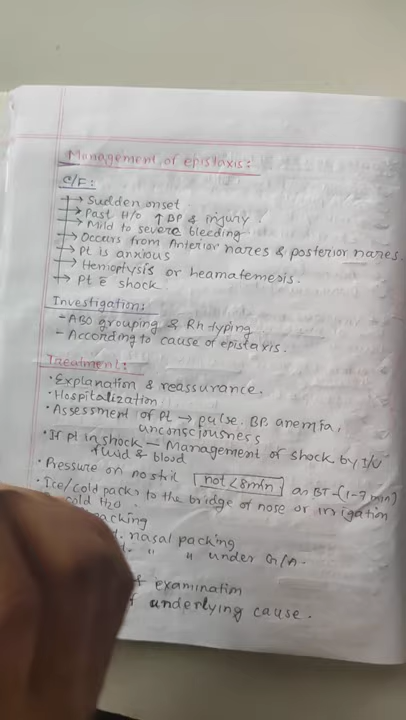 Management of epistaxis:
C/F:
→ Sudden onset.
→ Past H/o ↑BP & injury.
→ Mild to severe bleeding
→ Occurs from Anterior nares & posterior nares.
→ Pt is anxious
→ Hemoptysis or heamatemesis.
→ Pt c̄ shock.
Investigation:
- ABO grouping & Rh typing
- According to cause of epistaxis.
Treatment:
• Explanation & reassurance.
• Hospitalization
• Assessment of Pt → pulse. BP. anemia,
unconsciousness
• If pt in shock — Management of shock by I/V
fluid & blood
• Pressure on nostril [not < 8min] as BT-(1-7 min)
• Ice/cold packs to the bridge of nose or irrigation
cold H₂O.
packing
nasal packing
" " under G/A.
examination
underlying cause.